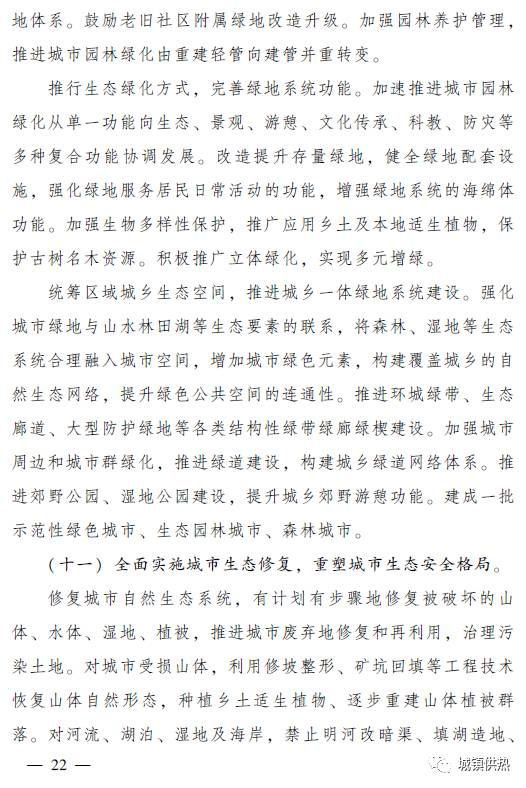 地体系。鼓励老旧社区附属绿地改造升级。加强园林养护管理，
推进城市园林绿化由重建轻管向建管并重转变。
推行生态绿化方式，完善绿地系统功能。加速推进城市园林
绿化从单一功能向生态、景观、游憩、文化传承、科教、防灾等
多种复合功能协调发展。改造提升存量绿地，健全绿地配套设
施，强化绿地服务居民日常活动的功能，增强绿地系统的海绵体
功能。加强生物多样性保护，推广应用乡土及本地适生植物，保
护古树名木资源。积极推广立体绿化，实现多元增绿。
统筹区域城乡生态空间，推进城乡一体绿地系统建设。强化
城市绿地与山水林田湖等生态要素的联系，将森林、湿地等生态
系统合理融入城市空间，增加城市绿色元素，构建覆盖城乡的自
然生态网络，提升绿色公共空间的连通性。推进环城绿带、生态
廊道、大型防护绿地等各类结构性绿带绿廊绿楔建设。加强城市
周边和城市群绿化，推进绿道建设，构建城乡绿道网络体系。推
进郊野公园、湿地公园建设，提升城乡郊野游憩功能。建成一批
示范性绿色城市、生态园林城市、森林城市。
（十一）全面实施城市生态修复，重塑城市生态安全格局。
修复城市自然生态系统，有计划有步骤地修复被破坏的山
体、水体、湿地、植被，推进城市废弃地修复和再利用，治理污
染土地。对城市受损山体，利用修坡整形、矿坑回填等工程技术
恢复山体自然形态，种植乡土适生植物、逐步重建山体植被群
落。对河流、湖泊、湿地及海岸，禁止明河改暗渠、填湖造地、
— 22 —
城镇供热